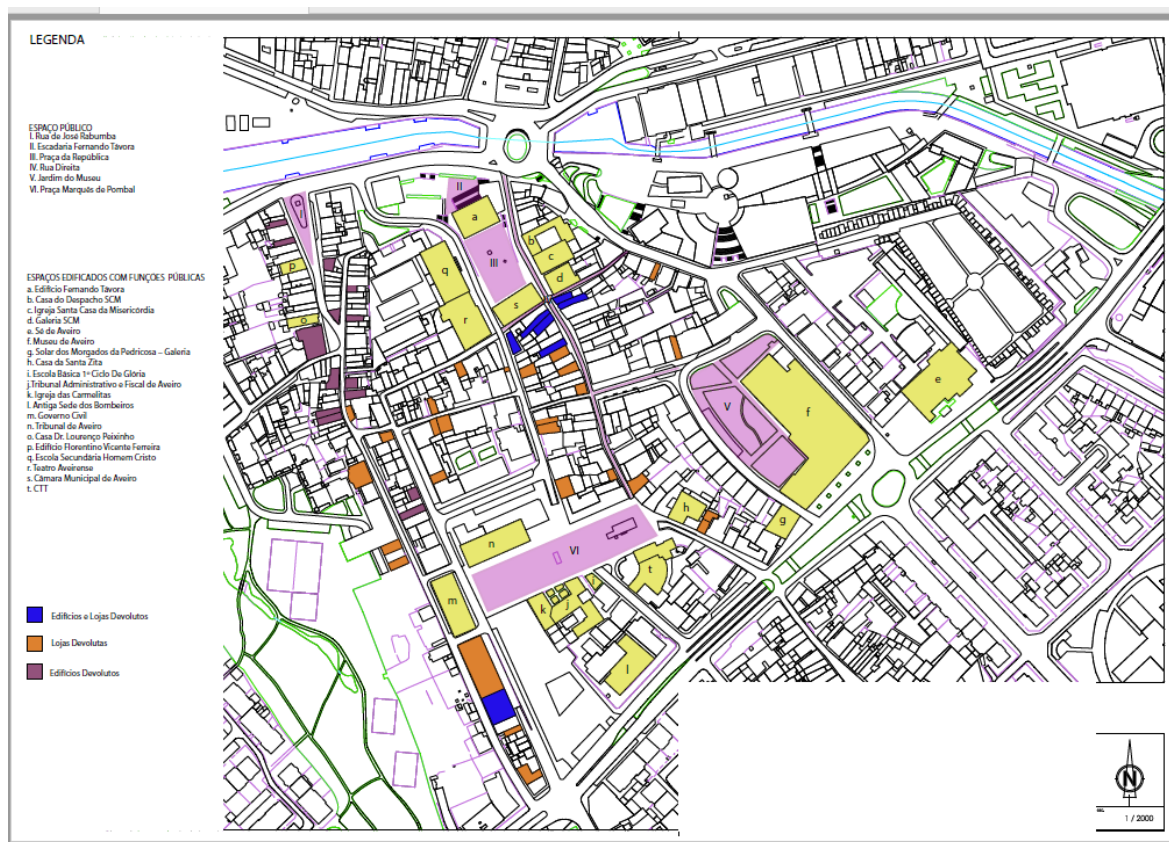 LEGENDA
ESPAÇO PÚBLICO
I. Rua de José Rabumba
II. Escadaria Fernando Távora
III. Praça da República
IV. Rua Direita
V. Jardim do Museu
VI. Praça Marquês de Pombal
ESPAÇOS EDIFICADOS COM FUNÇÕES PÚBLICAS
a. Edifício Fernando Távora
b. Casa do Despacho SCM
c. Igreja Santa Casa da Misericórdia
d. Galeria SCM
e. Sé de Aveiro
f. Museu de Aveiro
g. Solar dos Morgados da Pedricosa – Galeria
h. Casa da Santa Zita
i. Escola Básica 1º Ciclo De Glória
j.Tribunal Administrativo e Fiscal de Aveiro
k. Igreja das Carmelitas
l. Antiga Sede dos Bombeiros
m. Governo Civil
n. Tribunal de Aveiro
o. Casa Dr. Lourenço Peixinho
p. Edifício Florentino Vicente Ferreira
q. Escola Secundária Homem Cristo
r. Teatro Aveirense
s. Câmara Municipal de Aveiro
t. CTT
Edifícios e Lojas Devolutos
Lojas Devolutas
Edifícios Devolutos
I
II
a
b
c
d
III
q
s
r
p
o
e
V
f
h
g
n
VI
t
m
i
k
j
l
N
1 / 2000